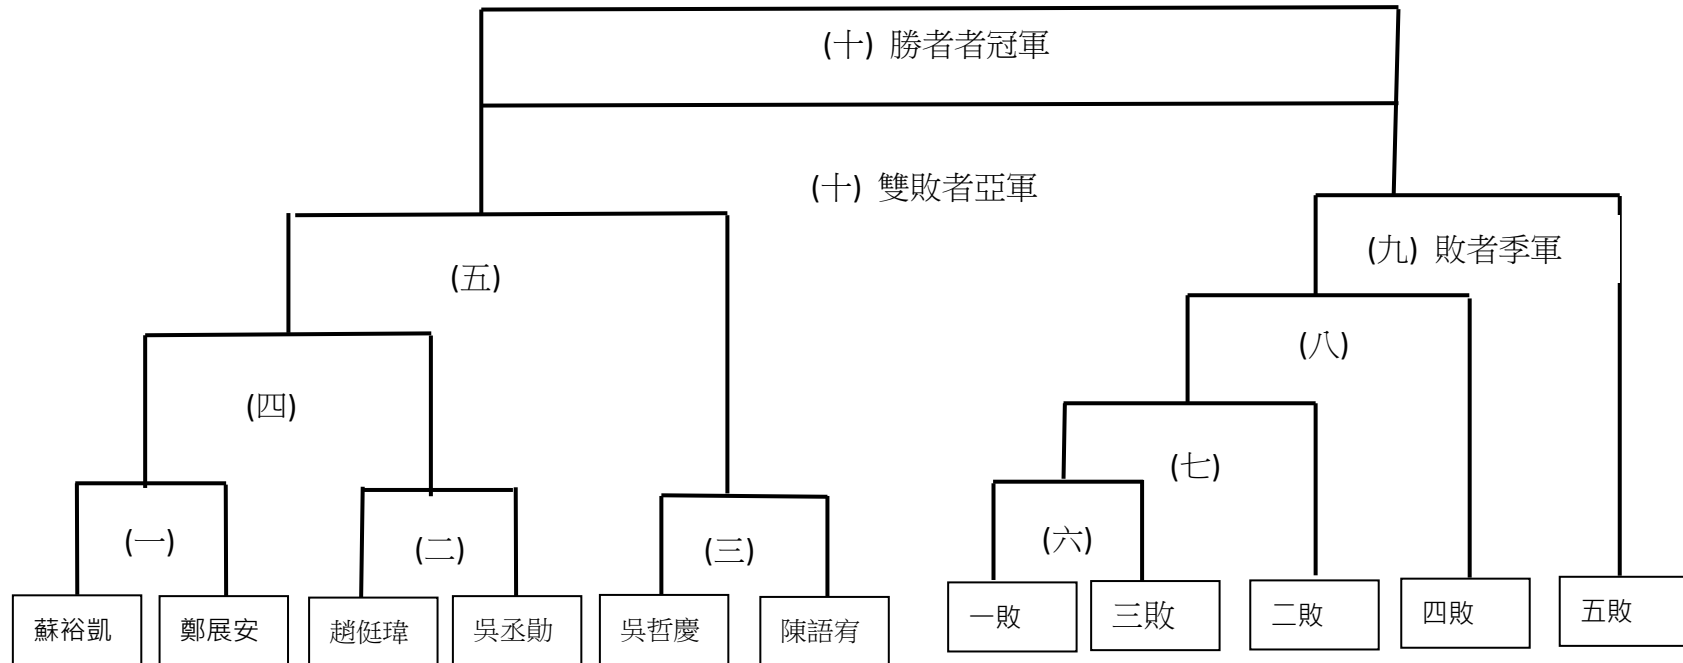 (十) 勝者者冠軍
(十) 雙敗者亞軍
(九) 敗者季軍
(五)
(八)
(四)
(七)
(一)
(二)
(三)
(六)
蘇裕凱
鄭展安
趙侹瑋
吳丞勛
吳哲慶
陳語宥
一敗
三敗
二敗
四敗
五敗